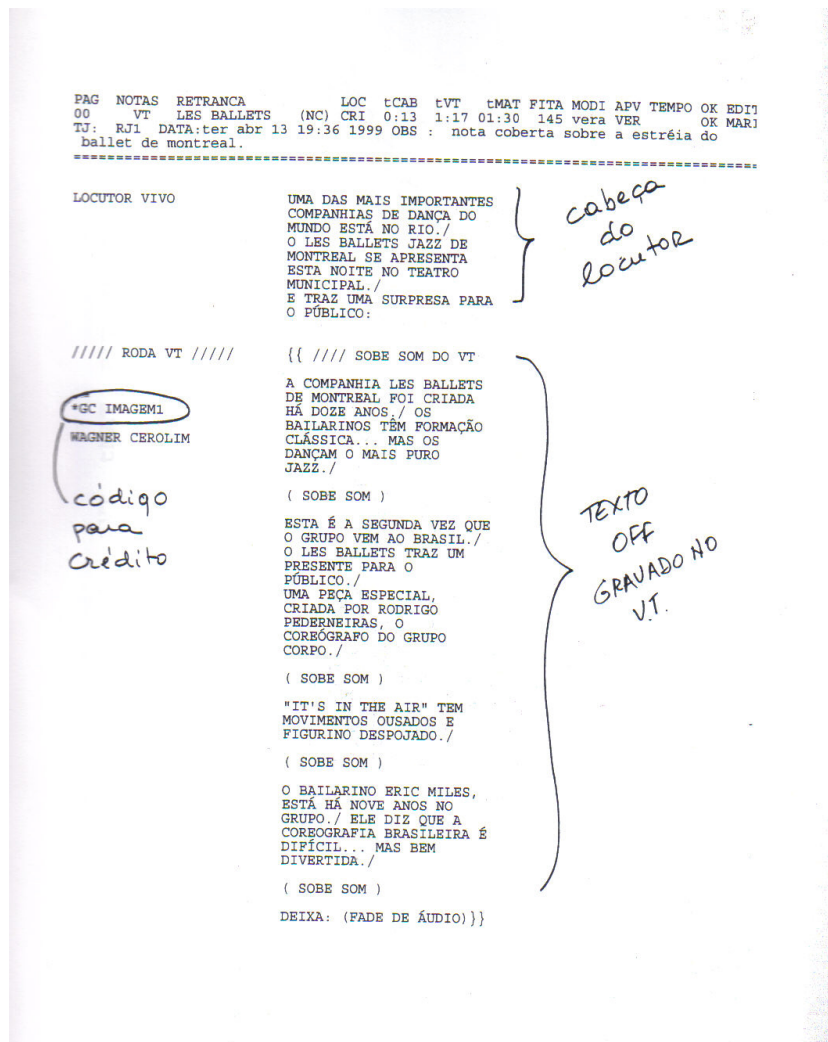 PAG NOTAS RETRANCA LOC tCAB tVT tMAT FITA MODI APV TEMPO OK EDIT
00 VT LES BALLETS (NC) CRI 0:13 1:17 01:30 145 vera VER OK MARI
TJ: RJ1 DATA:ter abr 13 19:36 1999 OBS : nota coberta sobre a estréia do
ballet de montreal.
LOCUTOR VIVO
UMA DAS MAIS IMPORTANTES
COMPANHIAS DE DANÇA DO
MUNDO ESTÁ NO RIO./
O LES BALLETS JAZZ DE
MONTREAL SE APRESENTA
ESTA NOITE NO TEATRO
MUNICIPAL./
E TRAZ UMA SURPRESA PARA
O PÚBLICO:
cabeça
do
locutor
///// RODA VT /////
{{ //// SOBE SOM DO VT
*GC IMAGEM1
WAGNER CEROLIM
código
para
crédito
A COMPANHIA LES BALLETS
DE MONTREAL FOI CRIADA
HÁ DOZE ANOS./ OS
BAILARINOS TÊM FORMAÇÃO
CLÁSSICA... MAS OS
DANÇAM O MAIS PURO
JAZZ./
( SOBE SOM )
ESTA É A SEGUNDA VEZ QUE
O GRUPO VEM AO BRASIL./
O LES BALLETS TRAZ UM
PRESENTE PARA O
PÚBLICO./
UMA PEÇA ESPECIAL,
CRIADA POR RODRIGO
PEDERNEIRAS, O
COREÓGRAFO DO GRUPO
CORPO./
( SOBE SOM )
"IT'S IN THE AIR" TEM
MOVIMENTOS OUSADOS E
FIGURINO DESPOJADO./
( SOBE SOM )
O BAILARINO ERIC MILES,
ESTÁ HÁ NOVE ANOS NO
GRUPO./ ELE DIZ QUE A
COREOGRAFIA BRASILEIRA É
DIFÍCIL... MAS BEM
DIVERTIDA./
( SOBE SOM )
DEIXA: (FADE DE ÁUDIO)}}
TEXTO
OFF
GRAVADO NO
V.T.